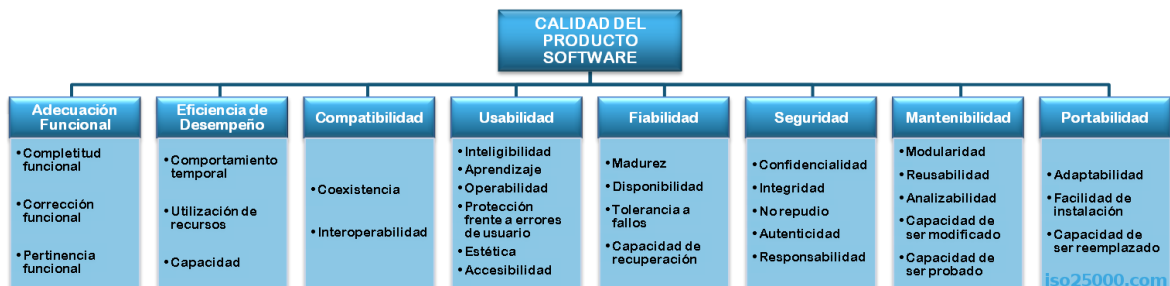 CALIDAD DEL
PRODUCTO
SOFTWARE
Adecuación
Funcional
• Completitud
funcional
• Corrección
funcional
• Pertinencia
funcional
Eficiencia de
Desempeño
• Comportamiento
temporal
• Utilización de
recursos
• Capacidad
Compatibilidad
• Coexistencia
• Interoperabilidad
Usabilidad
• Inteligibilidad
• Aprendizaje
• Operabilidad
• Protección
frente a errores
de usuario
• Estética
• Accesibilidad
Fiabilidad
• Madurez
• Disponibilidad
• Tolerancia a
fallos
• Capacidad de
recuperación
Seguridad
• Confidencialidad
• Integridad
• No repudio
• Autenticidad
• Responsabilidad
Mantenibilidad
• Modularidad
• Reusabilidad
• Analizabilidad
• Capacidad de
ser modificado
• Capacidad de
ser probado
Portabilidad
• Adaptabilidad
• Facilidad de
instalación
• Capacidad de
ser reemplazado
iso25000.com